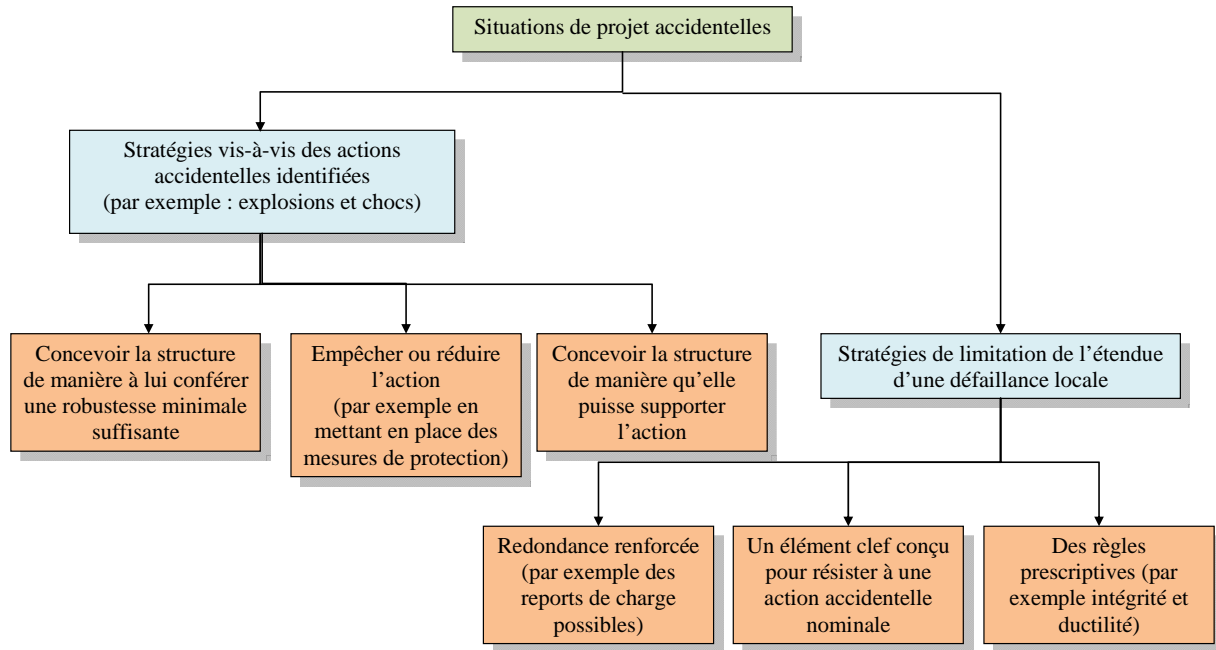 Situations de projet accidentelles
Stratégies vis-à-vis des actions
accidentelles identifiées
(par exemple : explosions et chocs)
Concevoir la structure
de manière à lui conférer
une robustesse minimale
suffisante
Empêcher ou réduire
l'action
(par exemple en
mettant en place des
mesures de protection)
Concevoir la structure
de manière qu'elle
puisse supporter
l'action
Stratégies de limitation de l'étendue
d'une défaillance locale
Redondance renforcée
(par exemple des
reports de charge
possibles)
Un élément clef conçu
pour résister à une
action accidentelle
nominale
Des règles
prescriptives (par
exemple intégrité et
ductilité)